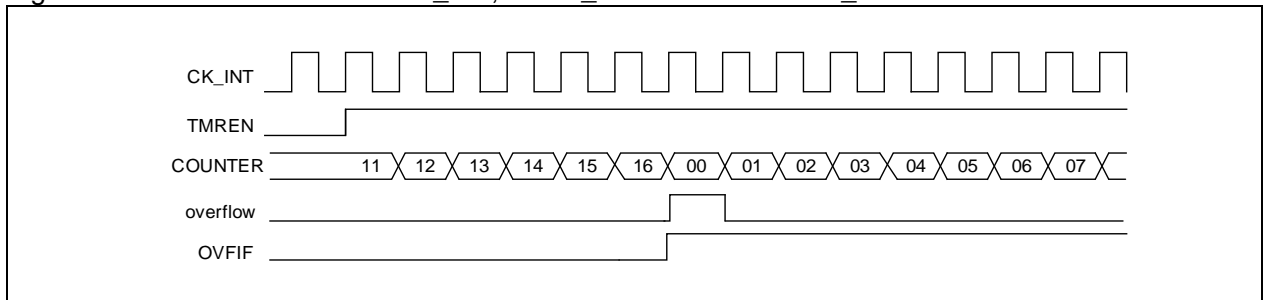 CK_INT
TMREN
COUNTER 11 12 13 14 15 16 00 01 02 03 04 05 06 07
overflow
OVFIF